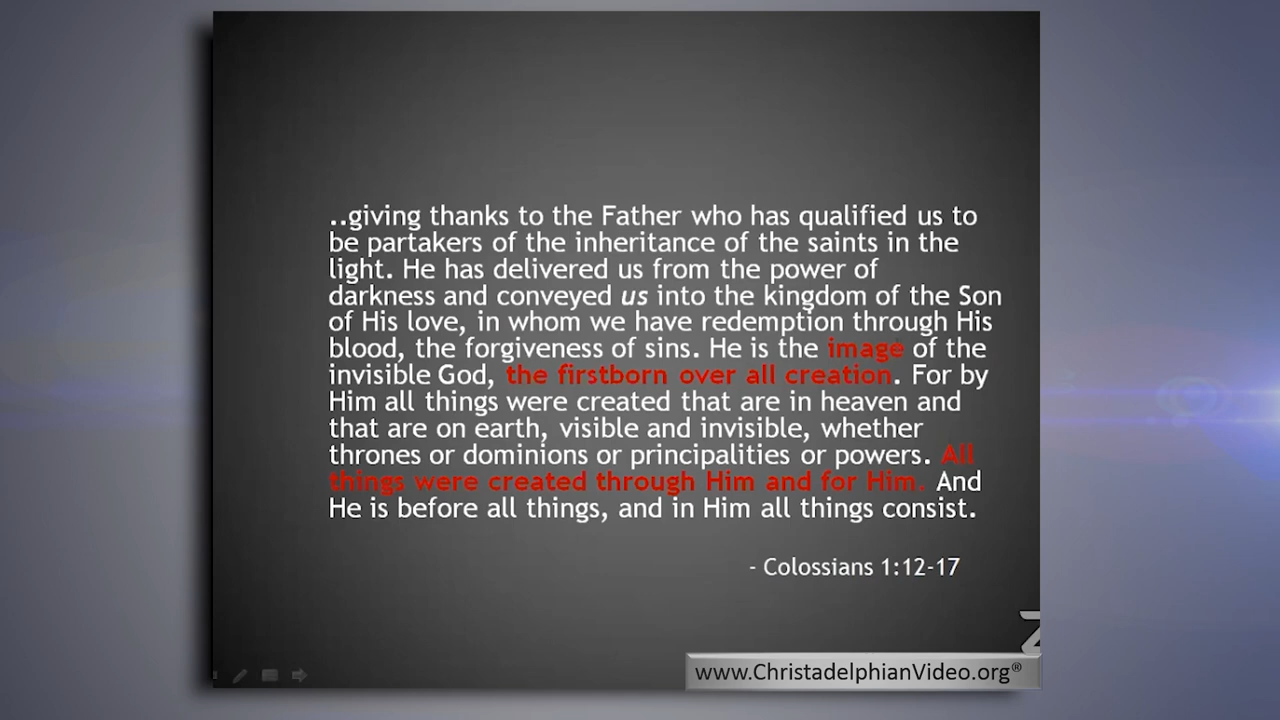 ..giving thanks to the Father who has qualified us to
be partakers of the inheritance of the saints in the
light. He has delivered us from the power of
darkness and conveyed us into the kingdom of the Son
of His love, in whom we have redemption through His
blood, the forgiveness of sins. He is the image of the
invisible God, the firstborn over all creation. For by
Him all things were created that are in heaven and
that are on earth, visible and invisible, whether
thrones or dominions or principalities or powers. All
things were created through Him and for Him. And
He is before all things, and in Him all things consist.
- Colossians 1:12-17
www.ChristadelphianVideo.org®